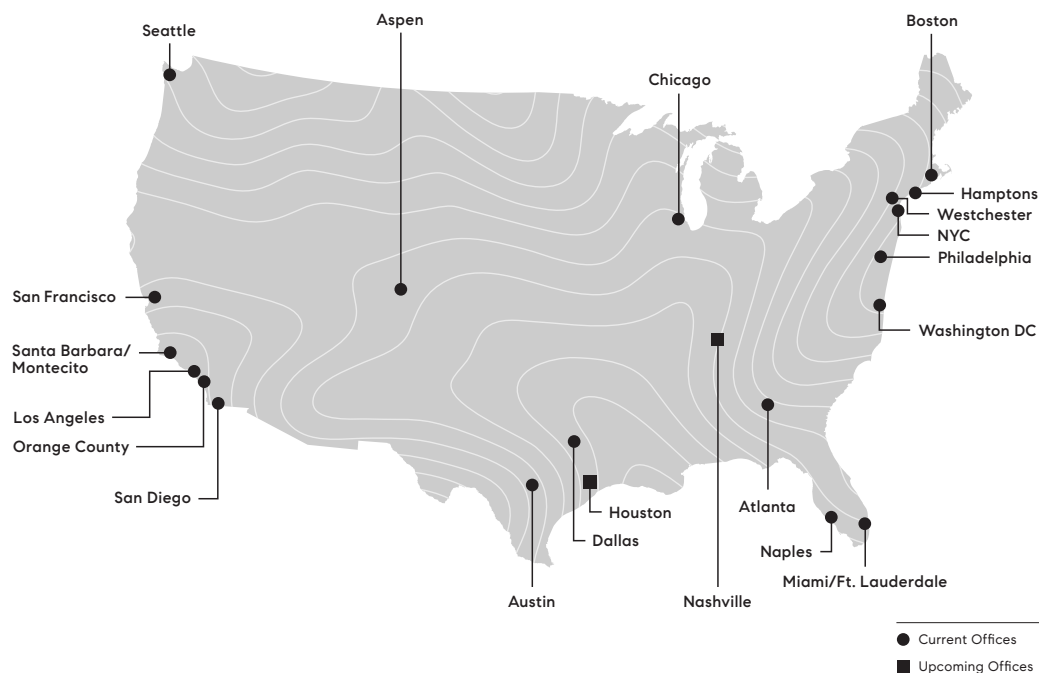 Aspen
Boston
Seattle
Chicago
Hamptons
Westchester
NYC
Philadelphia
San Francisco
Washington DC
Santa Barbara/
Montecito
Los Angeles
Orange County
San Diego
Atlanta
Houston
Dallas
Naples
Miami/Ft. Lauderdale
Austin
Nashville
Current Offices
Upcoming Offices